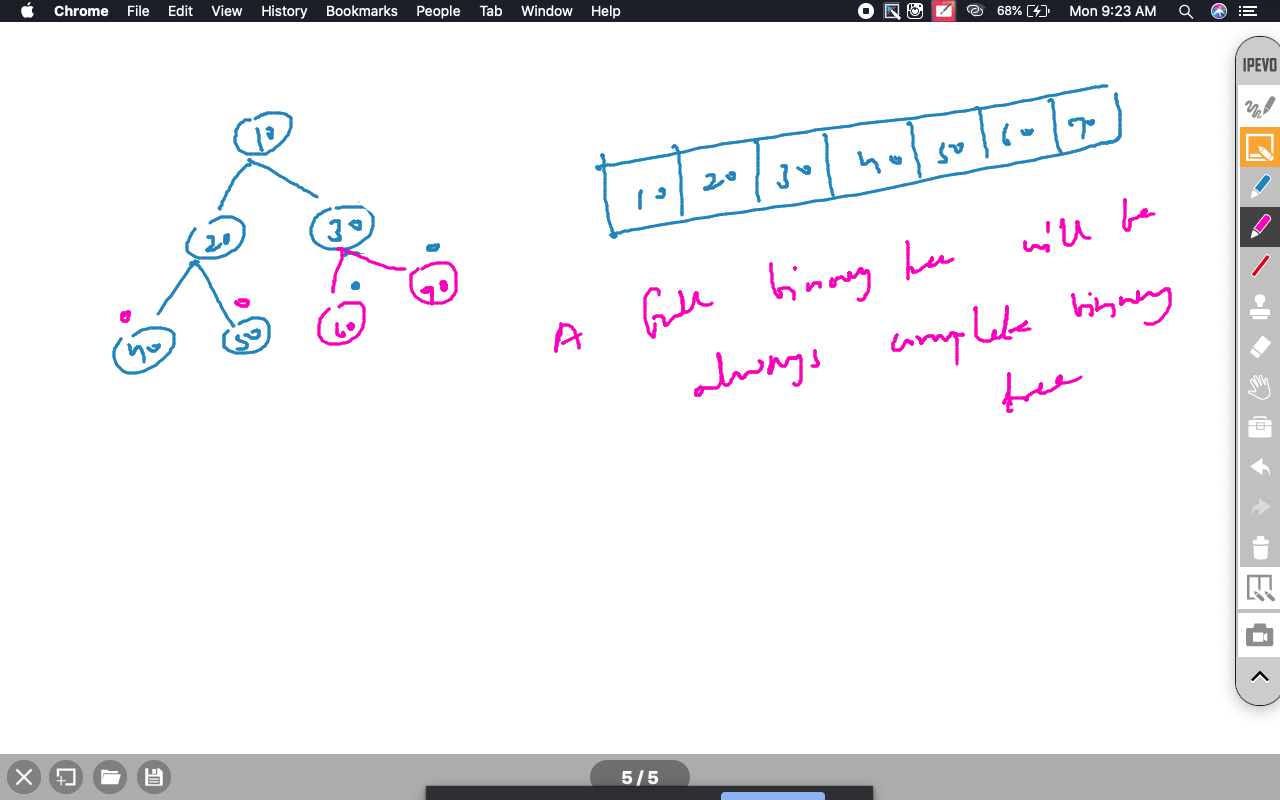 Chrome File Edit View History Bookmarks People Tab Window Help 68% Mon 9:23 AM
IPEVO
10
20 30
40 50 60 90
10 20 30 40 50 60 70
A full binary tree will be
always complete binary
tree
5 / 5